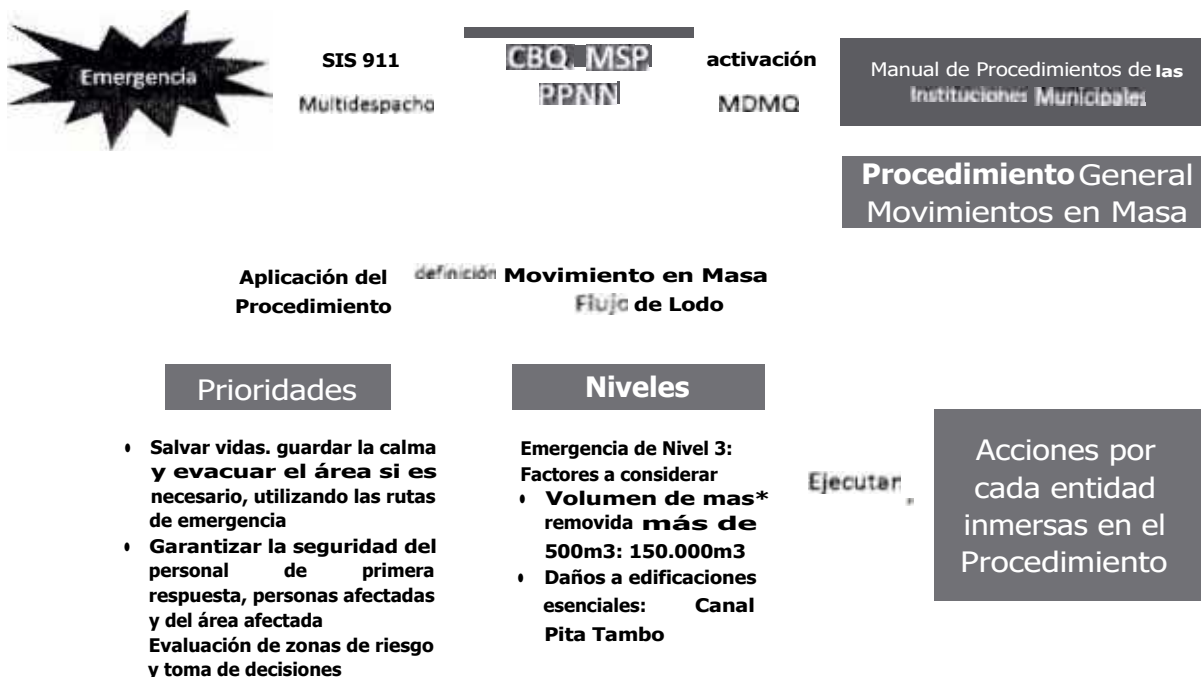 Emergencia
SIS 911
Multidespacho
CBQ. MSP
PPNN
activación
MDMQ
Manual de Procedimientos de las
Instituciones Municipales
Procedimiento General
Movimientos en Masa
Aplicación del
Procedimiento
definición
Movimiento en Masa
Flujo de Lodo
Prioridades
• Salvar vidas. guardar la calma
y evacuar el área si es
necesario, utilizando las rutas
de emergencia
• Garantizar la seguridad del
personal de primera
respuesta, personas afectadas
y del área afectada
Evaluación de zonas de riesgo
y toma de decisiones
Niveles
Emergencia de Nivel 3:
Factores a considerar
• Volumen de mas*
removida más de
500m3: 150.000m3
• Daños a edificaciones
esenciales: Canal
Pita Tambo
Ejecutan
Acciones por
cada entidad
inmersas en el
Procedimiento